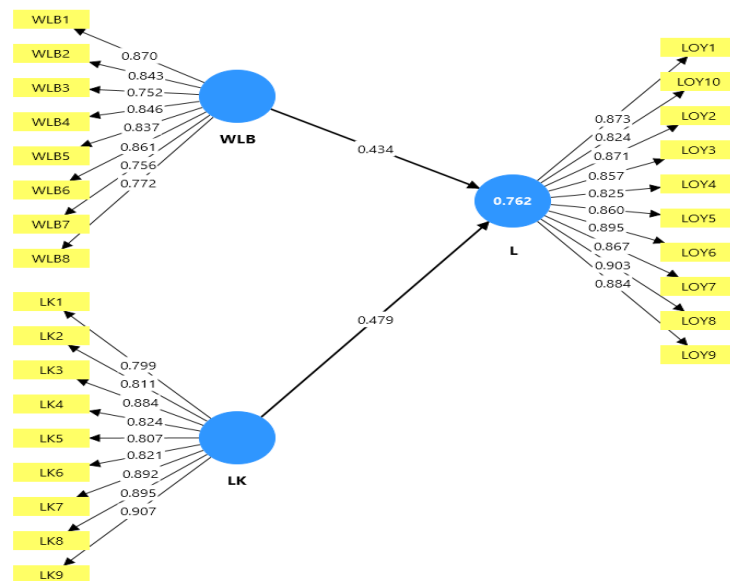 WLB1
WLB2
WLB3
WLB4
WLB5
WLB6
WLB7
WLB8
0.870
0.843
0.752
0.846
0.837
0.861
0.756
0.772
WLB
0.434
LK1
LK2
LK3
LK4
LK5
LK6
LK7
LK8
LK9
0.799
0.811
0.884
0.824
0.807
0.821
0.892
0.895
0.907
LK
0.479
0.762
L
0.873
0.824
0.871
0.857
0.825
0.860
0.895
0.867
0.903
0.884
LOY1
LOY10
LOY2
LOY3
LOY4
LOY5
LOY6
LOY7
LOY8
LOY9